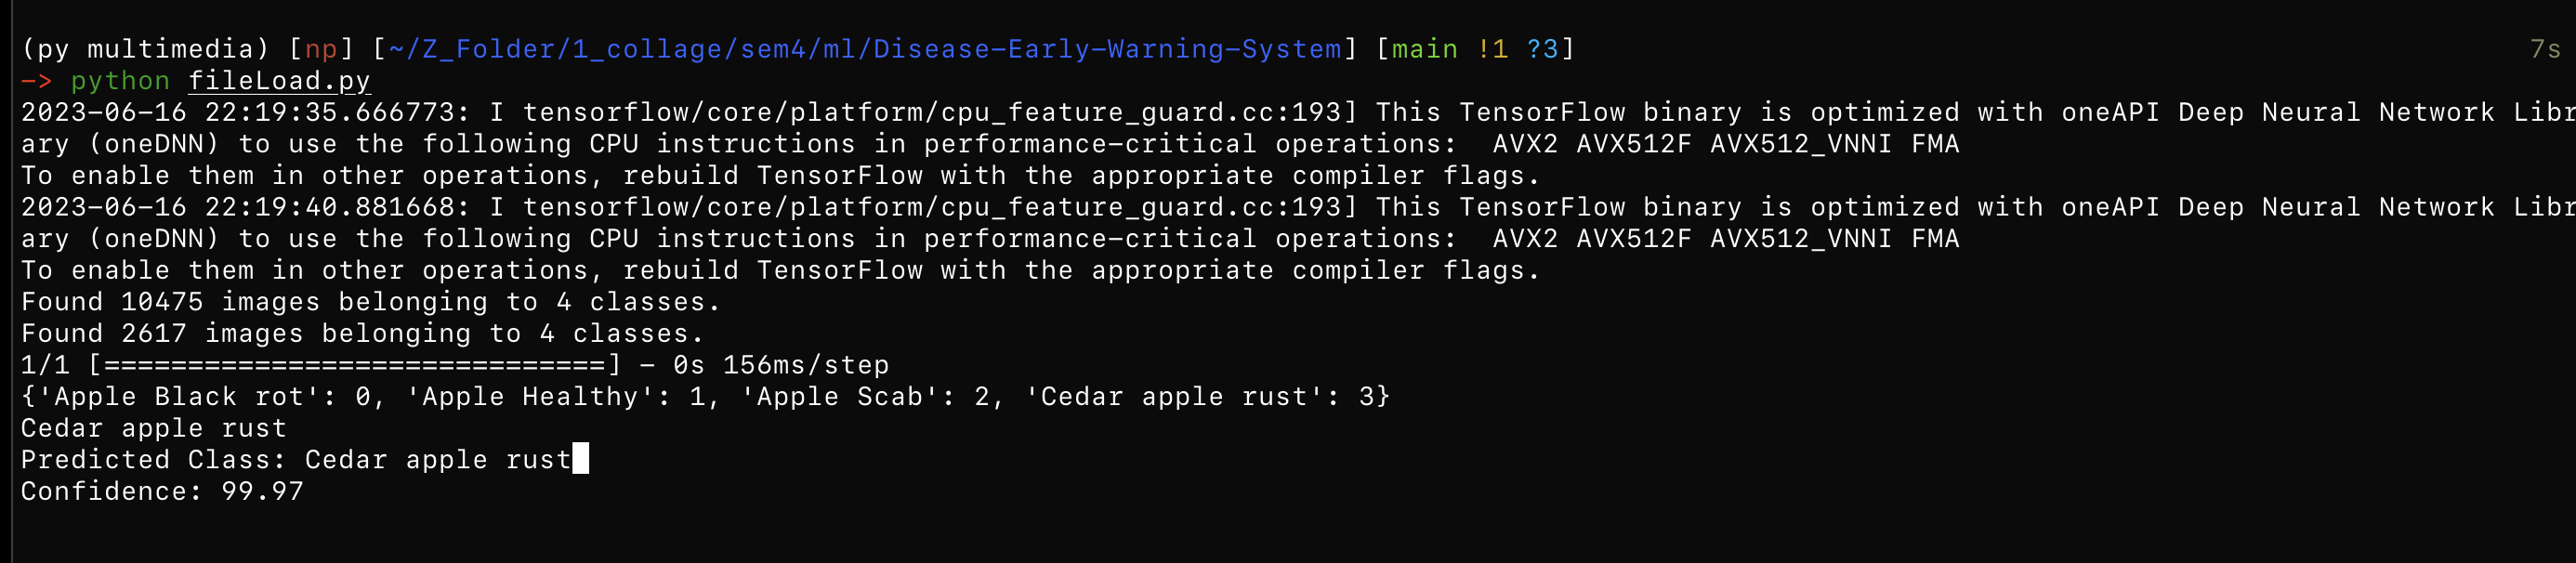 (py multimedia) [np] [~/Z_Folder/1_collage/sem4/ml/Disease-Early-Warning-System] [main !1 ?3] 7s
—> python fileLoad.py
2023-06-16 22:19:35.666773: I tensorflow/core/platform/cpu_feature_guard.cc:193] This TensorFlow binary is optimized with oneAPI Deep Neural Network Libr
ary (oneDNN) to use the following CPU instructions in performance-critical operations:  AVX2 AVX512F AVX512_VNNI FMA
To enable them in other operations, rebuild TensorFlow with the appropriate compiler flags.
2023-06-16 22:19:40.881668: I tensorflow/core/platform/cpu_feature_guard.cc:193] This TensorFlow binary is optimized with oneAPI Deep Neural Network Libr
ary (oneDNN) to use the following CPU instructions in performance-critical operations:  AVX2 AVX512F AVX512_VNNI FMA
To enable them in other operations, rebuild TensorFlow with the appropriate compiler flags.
Found 10475 images belonging to 4 classes.
Found 2617 images belonging to 4 classes.
1/1 [==============================] - 0s 156ms/step
{'Apple Black rot': 0, 'Apple Healthy': 1, 'Apple Scab': 2, 'Cedar apple rust': 3}
Cedar apple rust
Predicted Class: Cedar apple rust
Confidence: 99.97